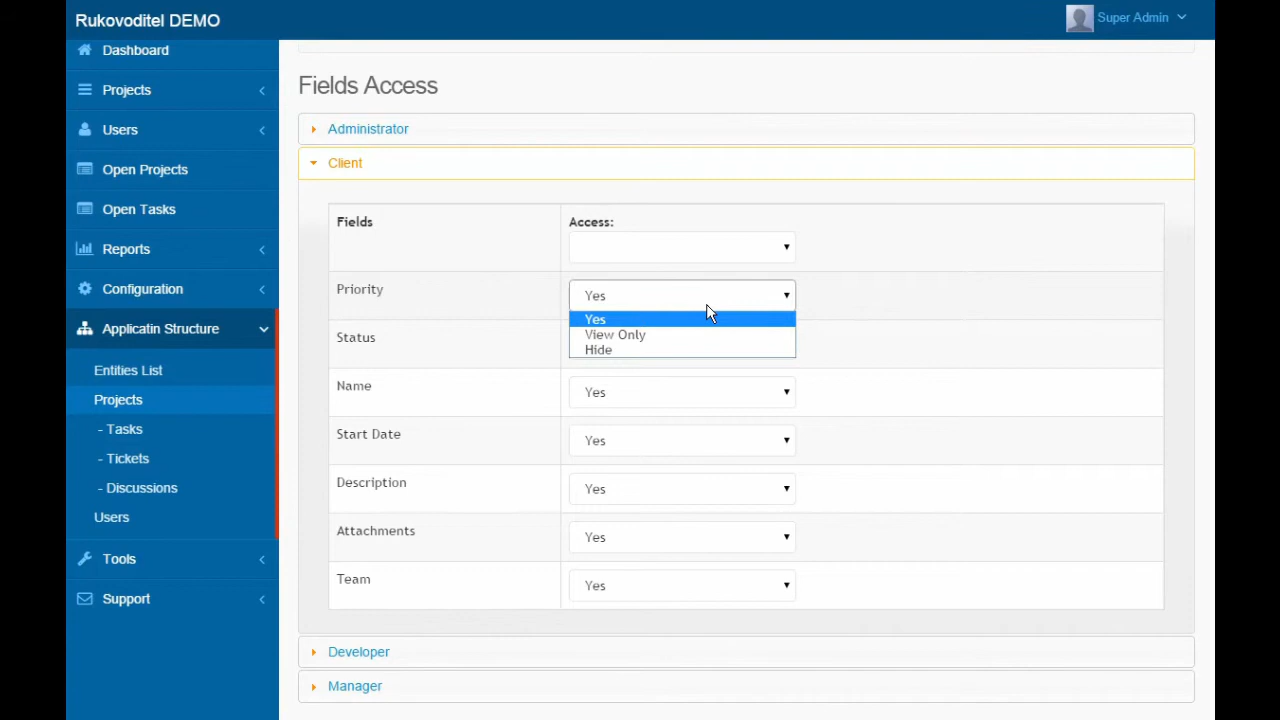 Rukovoditel DEMO
Super Admin
Dashboard
Projects
Users
Open Projects
Open Tasks
Reports
Configuration
Applicatin Structure
Entities List
Projects
- Tasks
- Tickets
- Discussions
Users
Tools
Support
Fields Access
Administrator
Client
Fields
Access:
Priority
Yes
Yes
View Only
Hide
Status
Name
Yes
Start Date
Yes
Description
Yes
Attachments
Yes
Team
Yes
Developer
Manager